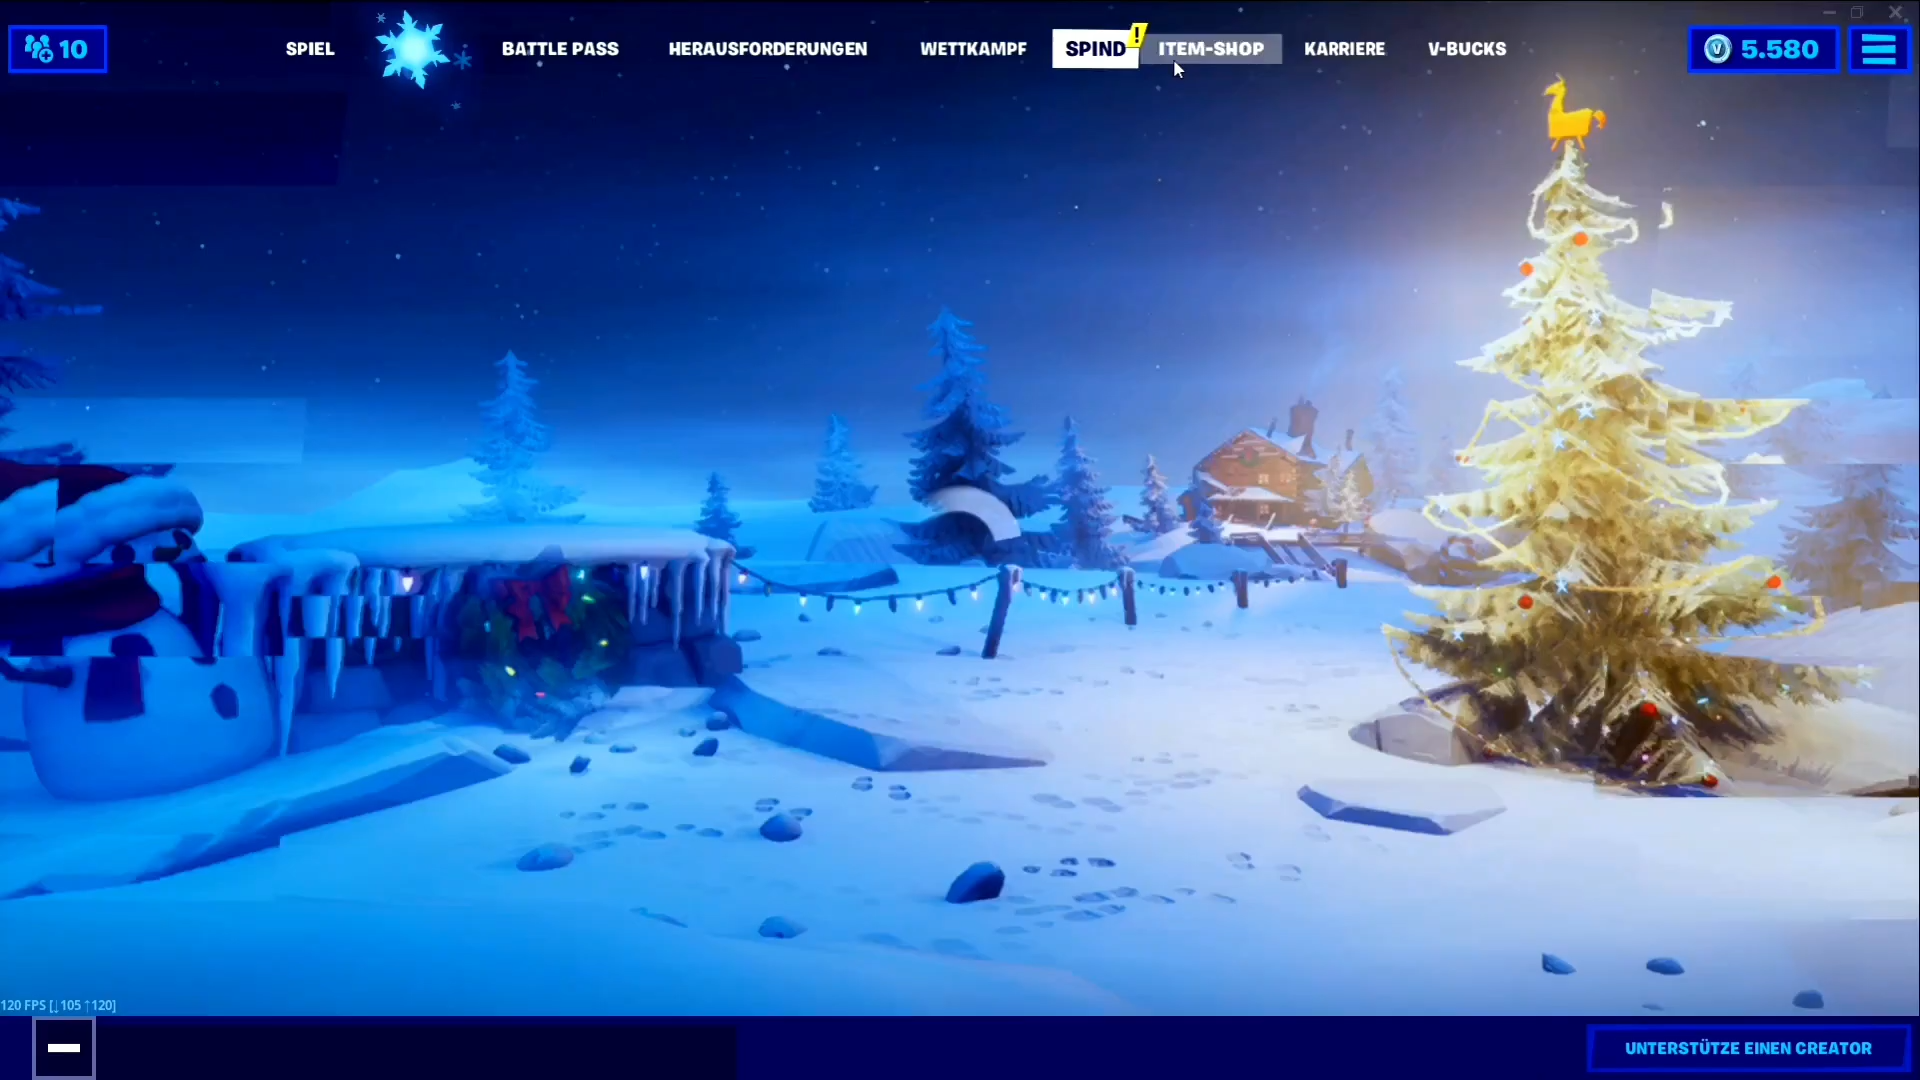 10
SPIEL
BATTLE PASS
HERAUSFORDERUNGEN
WETTKAMPF
SPIND
!
ITEM-SHOP
KARRIERE
V-BUCKS
V
5.580
120 FPS [↓105 ↑120]
UNTERSTÜTZE EINEN CREATOR